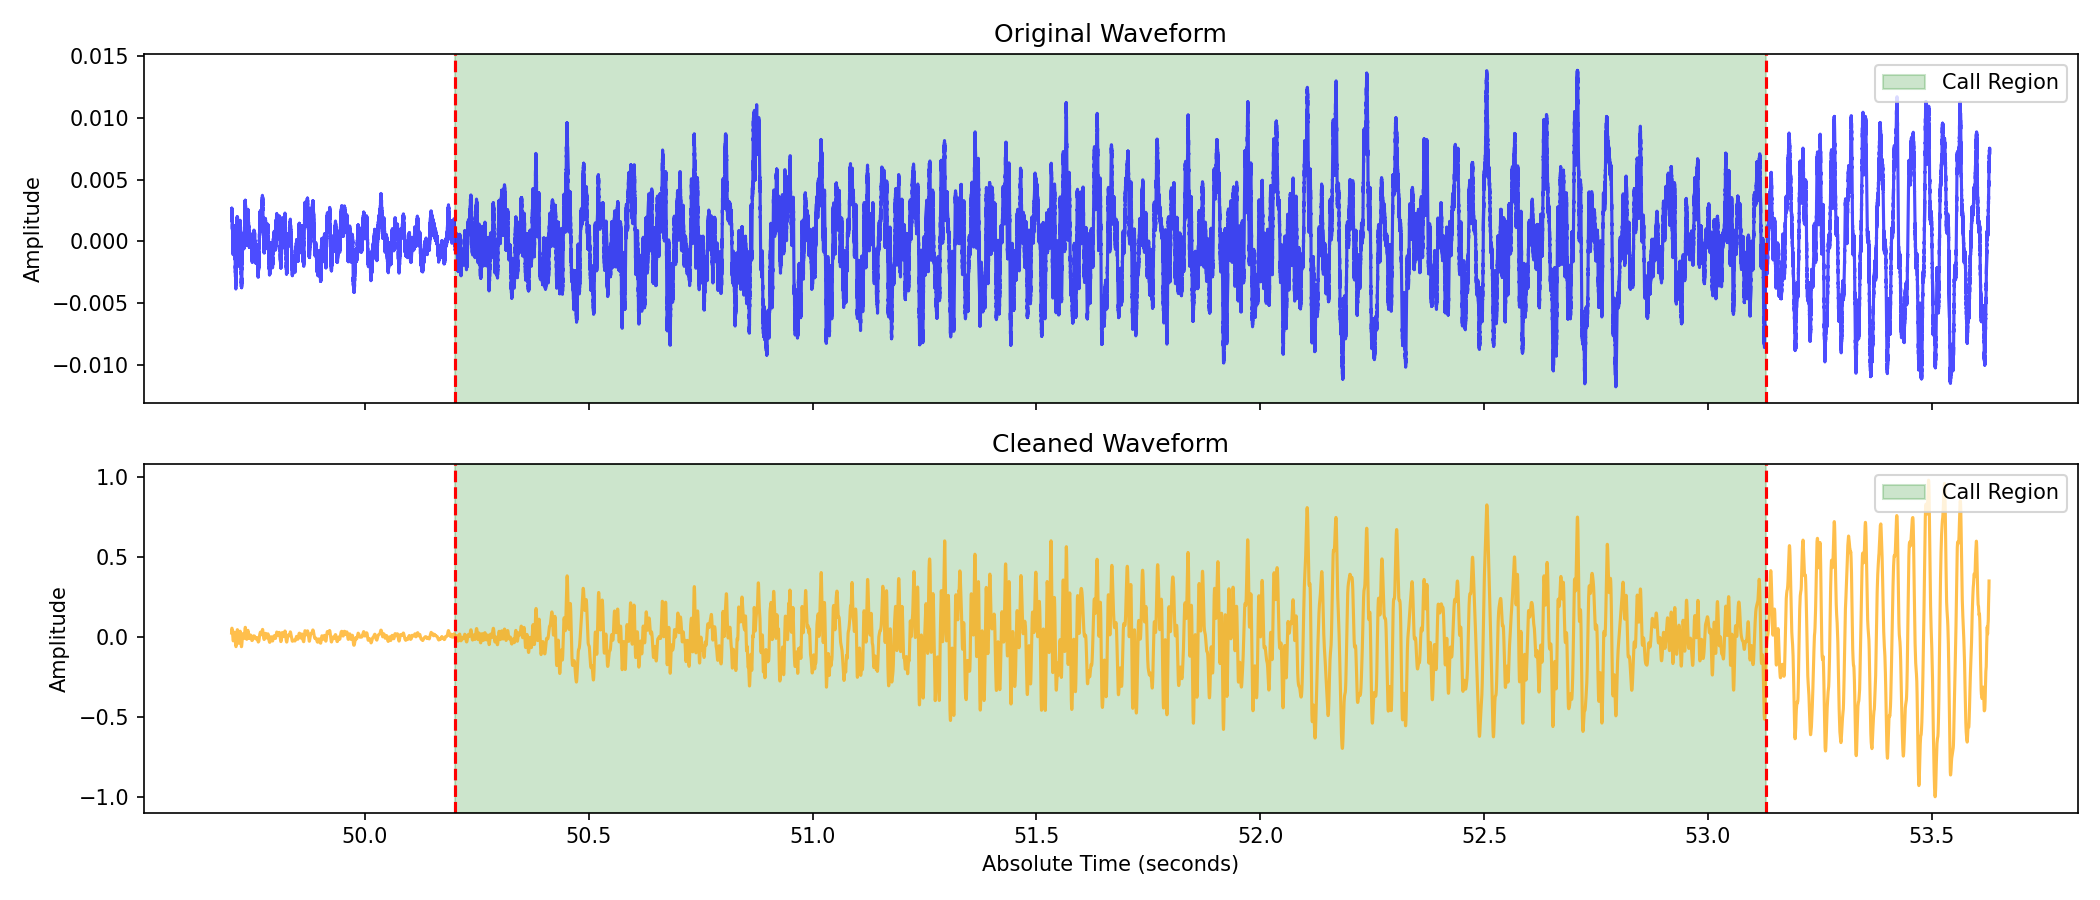 Original Waveform
Call Region
Amplitude
0.015
0.010
0.005
0.000
−0.005
−0.010
Cleaned Waveform
Call Region
Amplitude
1.0
0.5
0.0
−0.5
−1.0
50.0 50.5 51.0 51.5 52.0 52.5 53.0 53.5
Absolute Time (seconds)